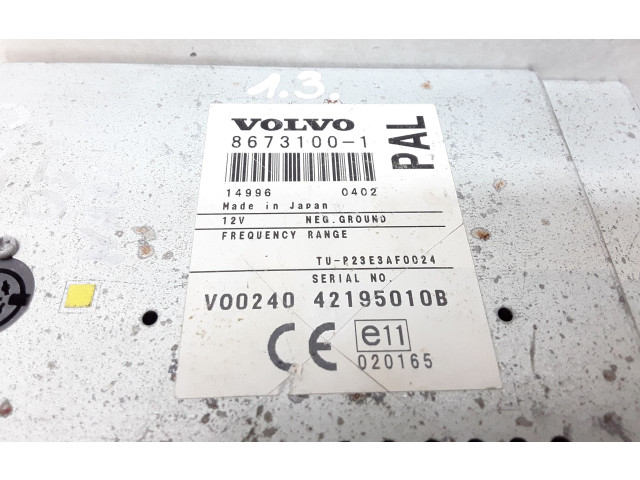 1.3.
VOLVO
8673100-1
PAL
14996 0402
Made in Japan
12V NEG.GROUND
FREQUENCY RANGE
TU-P23E3AF0024
SERIAL NO.
V00240 42195010B
CE e11
020165